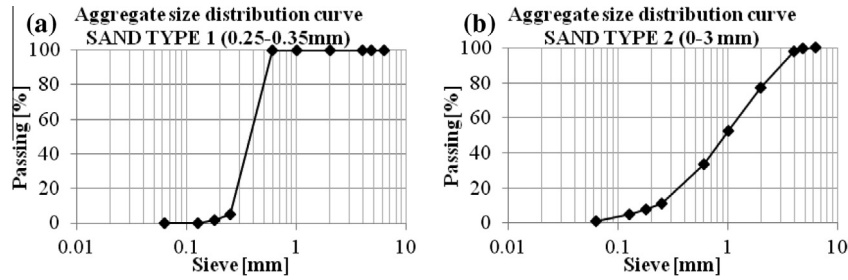 (a)
Aggregate size distribution curve
SAND TYPE 1 (0.25-0.35mm)
Passing [%]
100
80
60
40
20
0
0.01 0.1 1 10
Sieve [mm]
(b)
Aggregate size distribution curve
SAND TYPE 2 (0-3 mm)
Passing [%]
100
80
60
40
20
0
0.01 0.1 1 10
Sieve [mm]